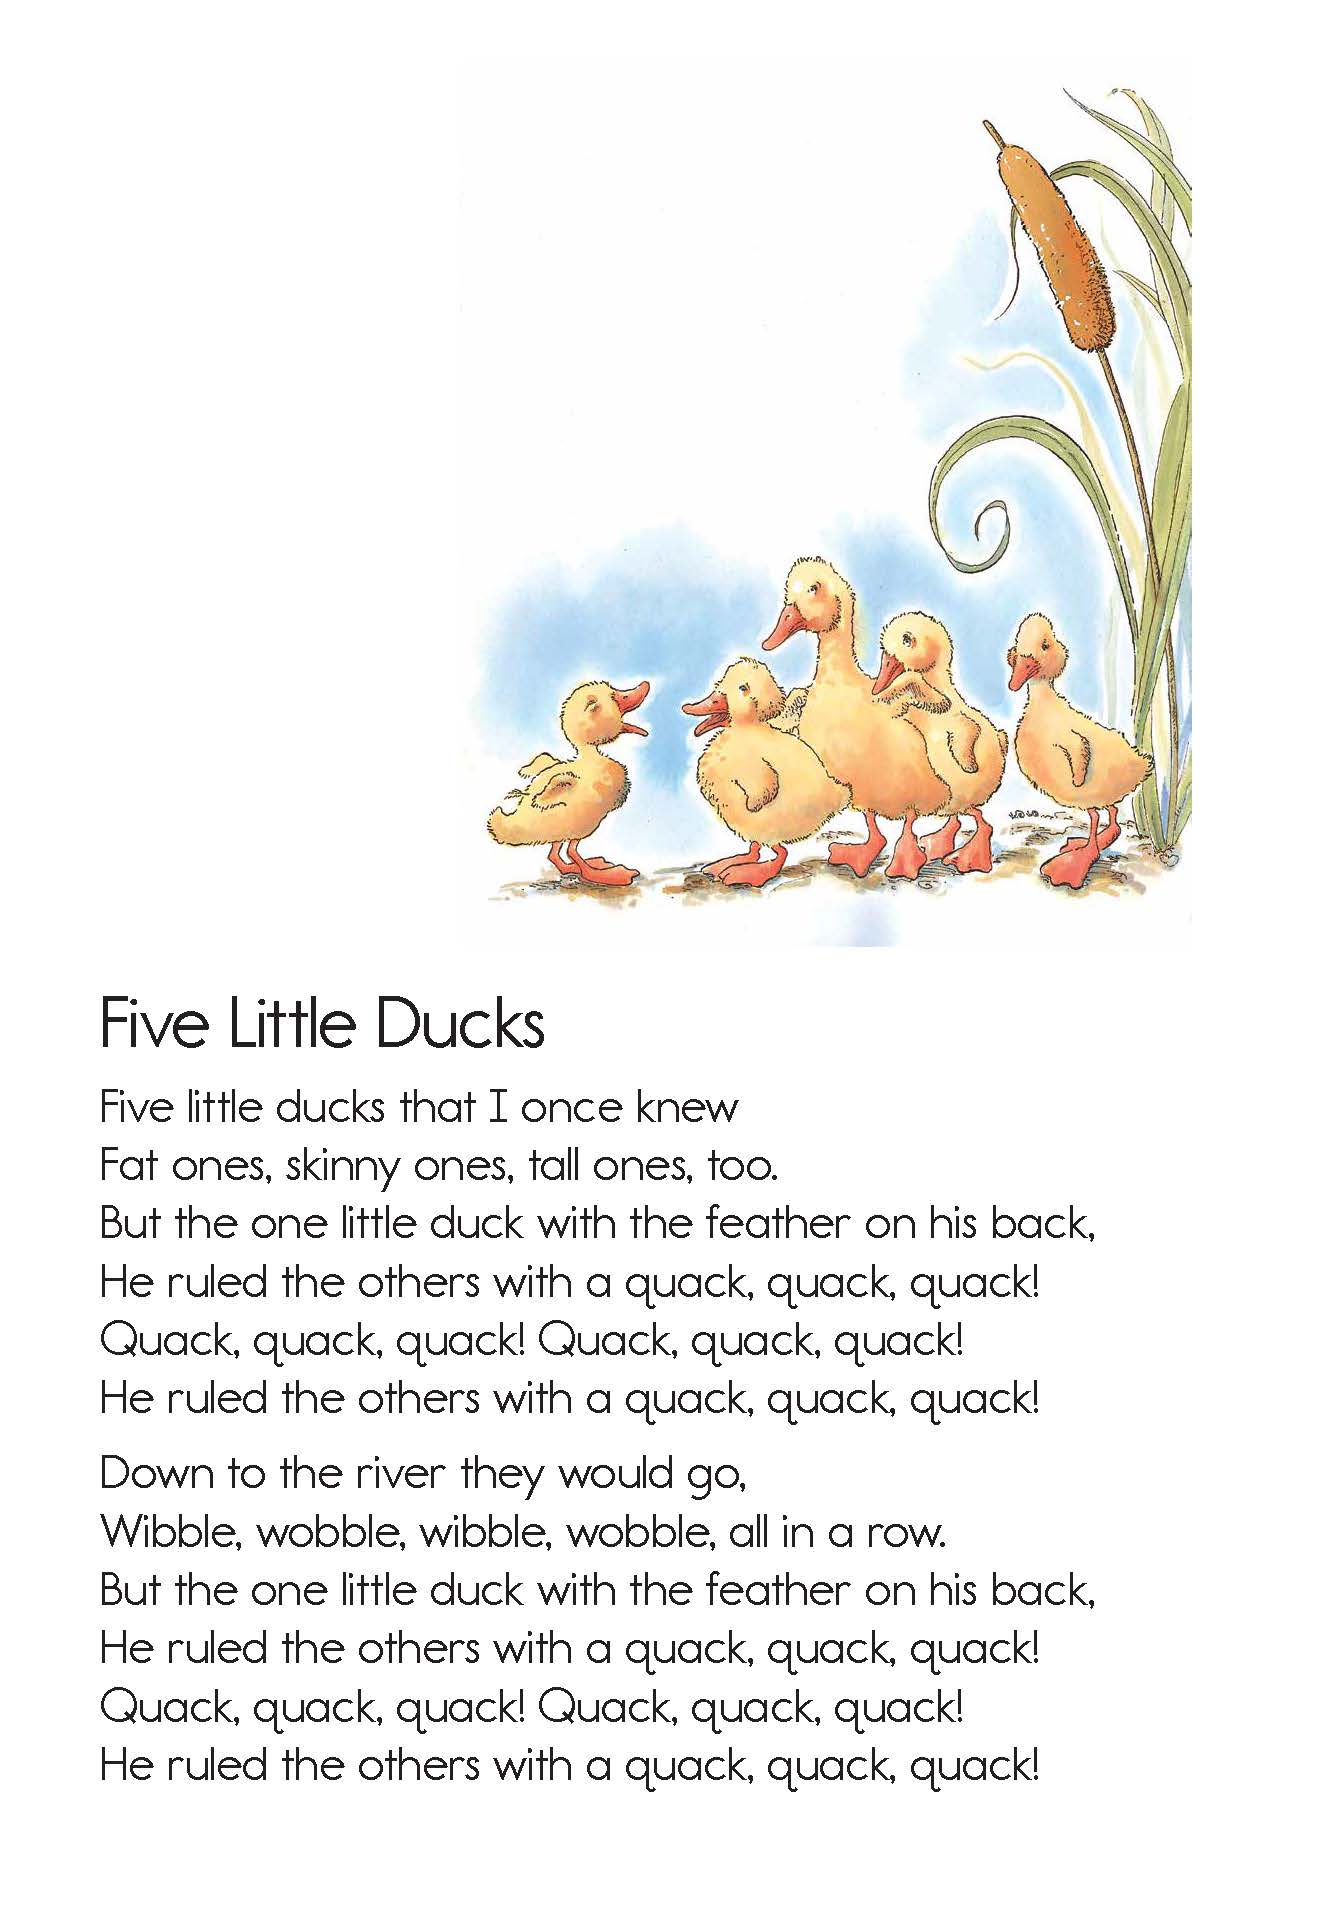 Five Little Ducks
Five little ducks that I once knew
Fat ones, skinny ones, tall ones, too.
But the one little duck with the feather on his back,
He ruled the others with a quack, quack, quack!
Quack, quack, quack! Quack, quack, quack!
He ruled the others with a quack, quack, quack!
Down to the river they would go,
Wibble, wobble, wibble, wobble, all in a row.
But the one little duck with the feather on his back,
He ruled the others with a quack, quack, quack!
Quack, quack, quack! Quack, quack, quack!
He ruled the others with a quack, quack, quack!